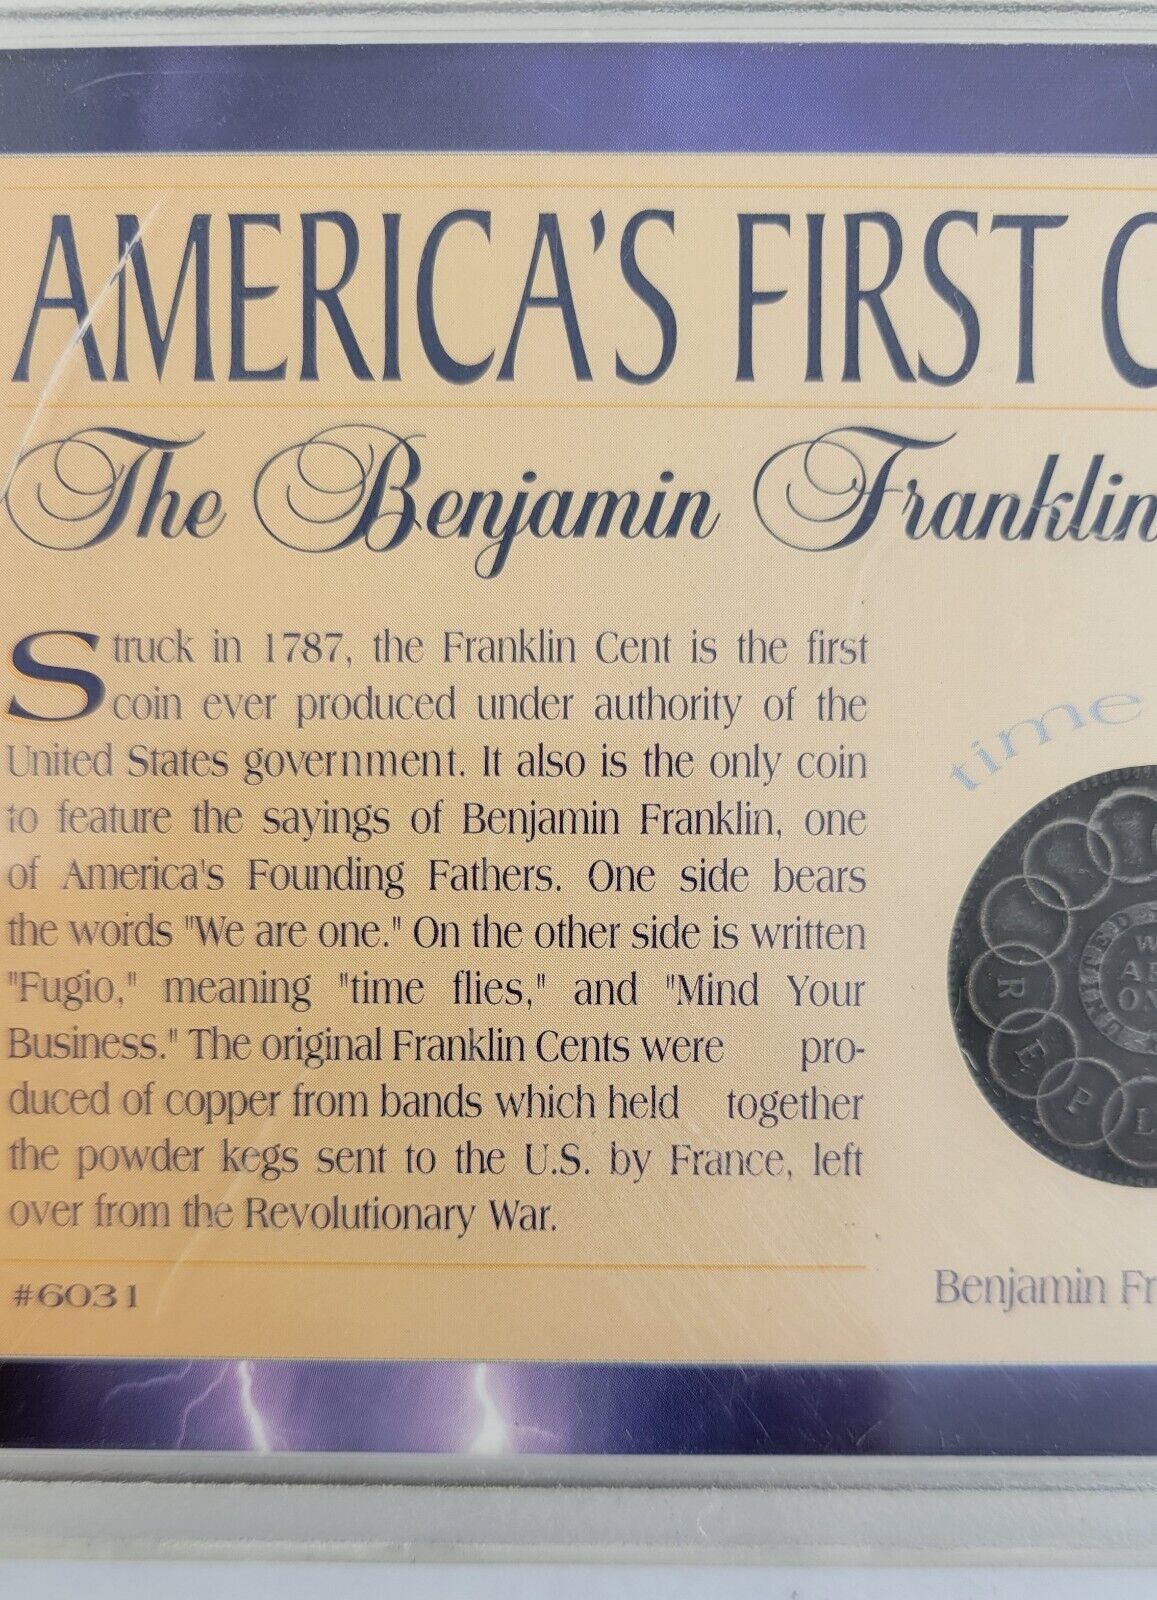 AMERICA'S FIRST C
The Benjamin Franklin
Struck in 1787, the Franklin Cent is the first
coin ever produced under authority of the
United States government. It also is the only coin
to feature the sayings of Benjamin Franklin, one
of America's Founding Fathers. One side bears
the words "We are one." On the other side is written
"Fugio," meaning "time flies," and "Mind Your
Business." The original Franklin Cents were pro-
duced of copper from bands which held together
the powder kegs sent to the U.S. by France, left
over from the Revolutionary War.
#6031
time
UNITED S
W
AR
ON
R
E
P
L
Benjamin Fr